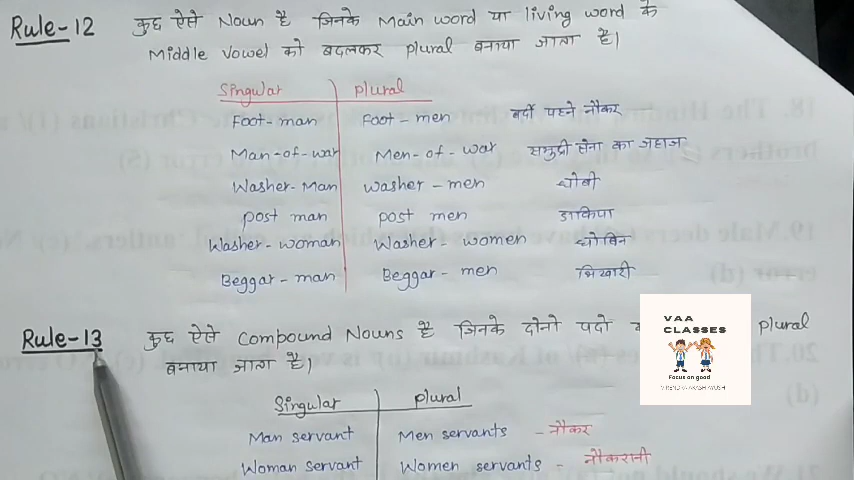 Rule-12 कुछ ऐसे Noun है जिनके Main word या living word के
Middle Vowel को बदलकर plural बनाया जाता है।
Singular plural
Foot-man Foot-men वर्दी पहने नौकर
Man-of-war Men-of-war समुद्री सेना का जहाज
Washer-Man washer-men धोबी
post man post men डाकिया
Washer-woman Washer-women धोबिन
Beggar-man Beggar-men भिखारी
Rule-13 कुछ ऐसे Compound Nouns है जिनके दोनो पदो plural
बनाया जाता है।
Singular plural
Man servant Men servants - नौकर
Woman servant Women servants - नौकरानी
VAA
CLASSES
Focus on good